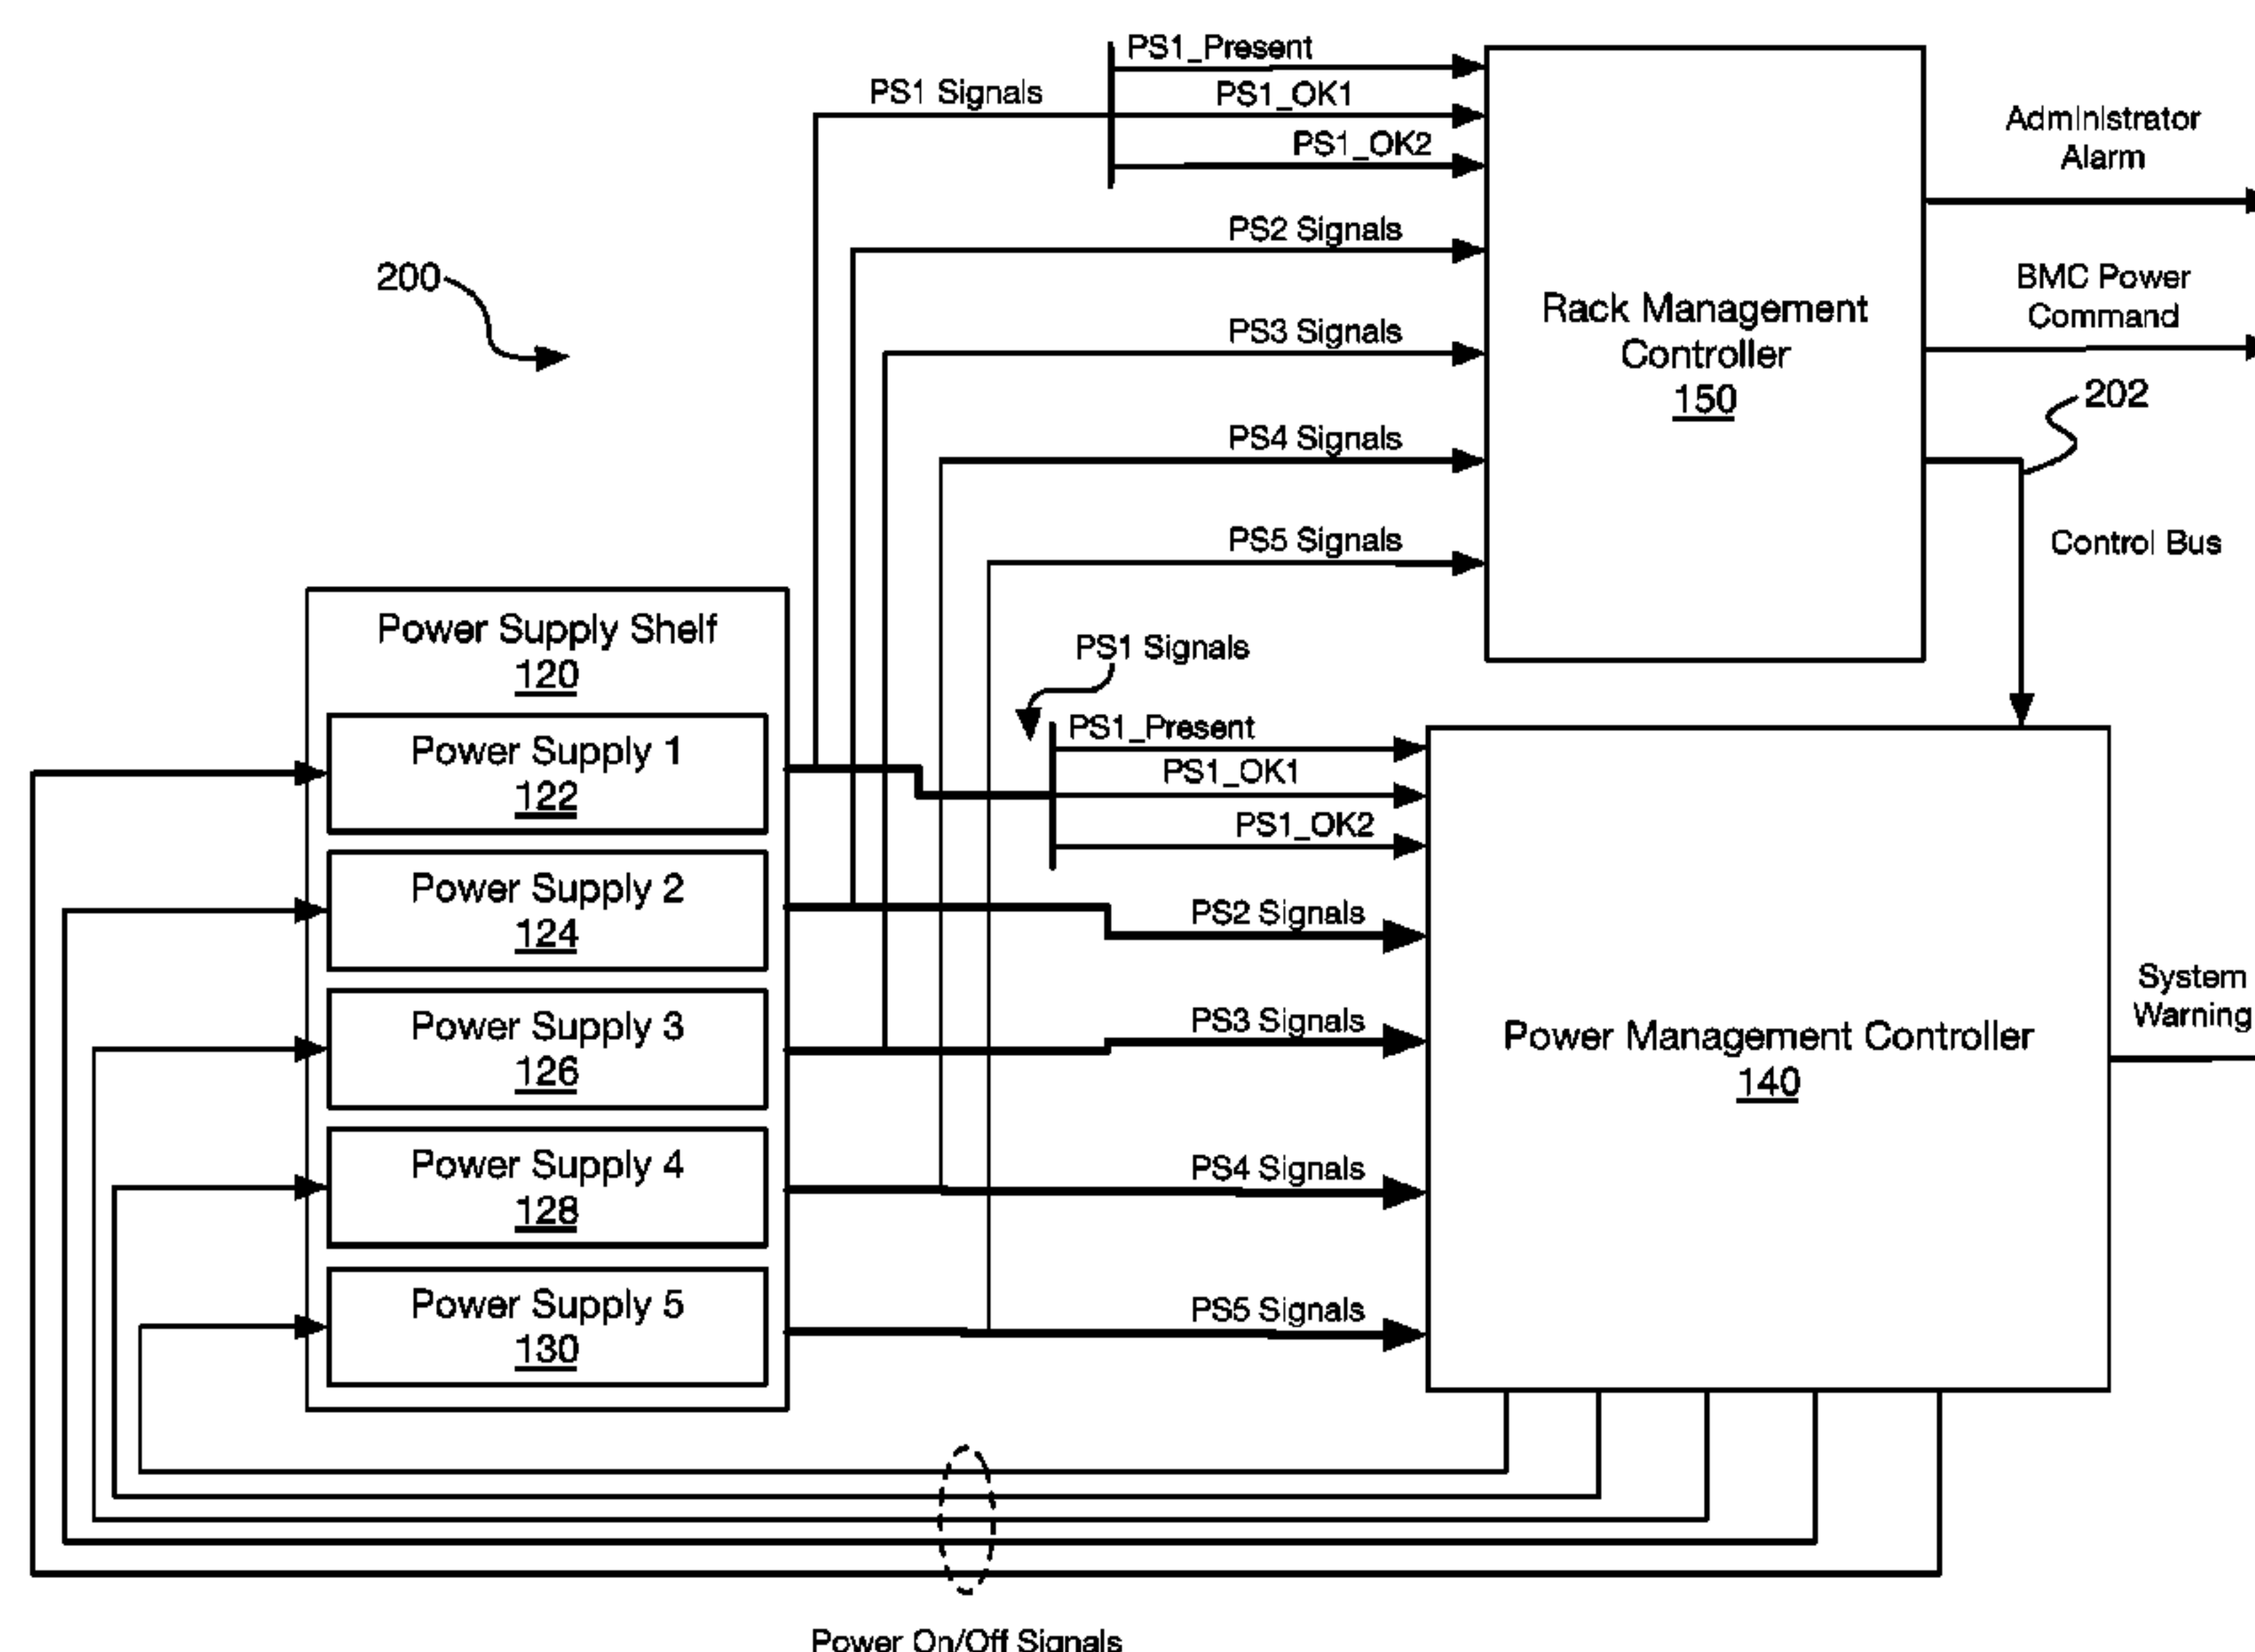 PS1_Present
PS1 Signals
PS1_OK1
PS1_OK2
PS2 Signals
PS3 Signals
PS4 Signals
PS5 Signals
200
Rack Management
Controller
150
Administrator
Alarm
BMC Power
Command
202
Control Bus
Power Supply Shelf
120
Power Supply 1
122
Power Supply 2
124
Power Supply 3
126
Power Supply 4
128
Power Supply 5
130
PS1 Signals
PS1_Present
PS1_OK1
PS1_OK2
PS2 Signals
PS3 Signals
PS4 Signals
PS5 Signals
Power Management Controller
140
System
Warning
Power On/Off Signals